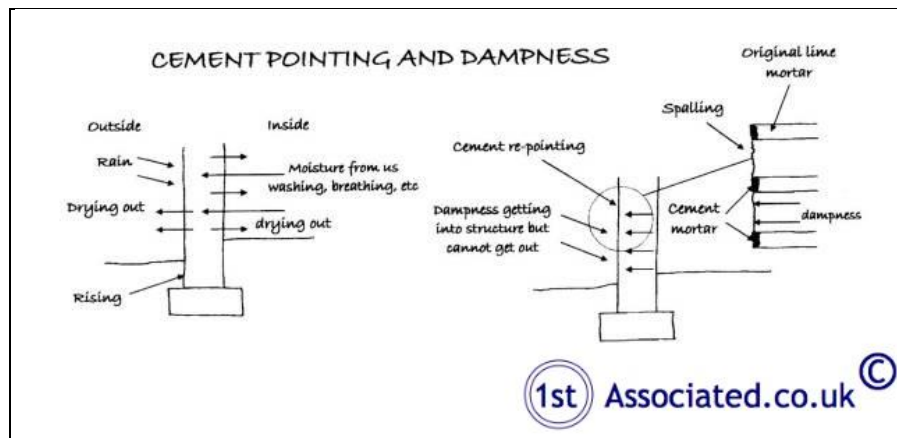 CEMENT POINTING AND DAMPNESS
Outside
Inside
Rain
Moisture from us
washing, breathing, etc
Drying out
drying out
Rising
Original lime
mortar
Spalling
Cement re-pointing
Dampness getting
into structure but
cannot get out
Cement
mortar
dampness
1st Associated.co.uk ©